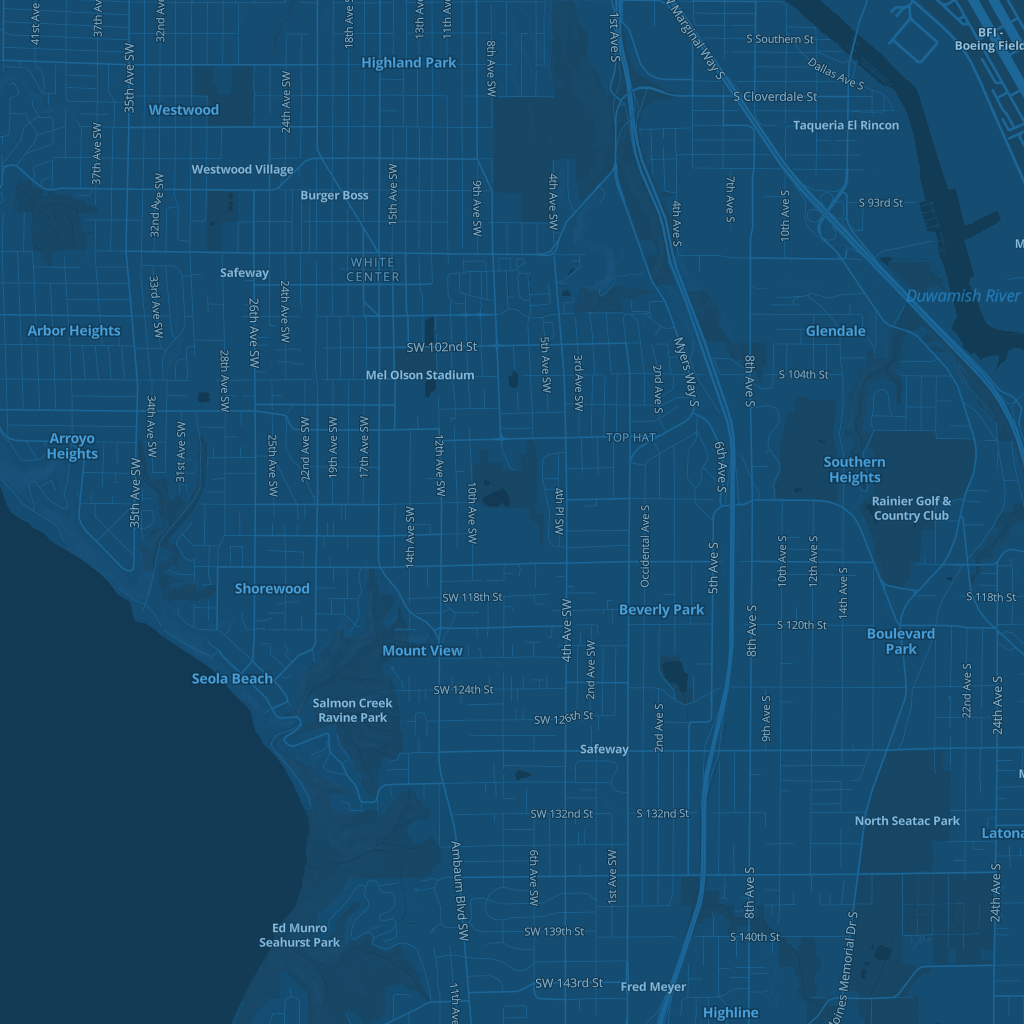 41st Ave S
37th Av
32nd Ave
18th Ave S
13th Ave
11th Ave
8th Ave SW
1st Ave S
W Marginal Way S
S Southern St
BFI -
Boeing Field
Highland Park
35th Ave SW
Dallas Ave S
24th Ave SW
S Cloverdale St
Westwood
Taqueria El Rincon
37th Ave SW
Westwood Village
Burger Boss
32nd Ave SW
15th Ave SW
9th Ave SW
4th Ave SW
4th Ave S
7th Ave S
10th Ave S
S 93rd St
M
WHITE
CENTER
Safeway
33rd Ave SW
26th Ave SW
24th Ave SW
Duwamish River
Arbor Heights
Glendale
SW 102nd St
28th Ave SW
5th Ave SW
3rd Ave SW
2nd Ave S
Myers Way S
8th Ave S
S 104th St
Mel Olson Stadium
34th Ave SW
31st Ave SW
Arroyo
Heights
TOP HAT
25th Ave SW
22nd Ave SW
19th Ave SW
17th Ave SW
12th Ave SW
6th Ave S
Southern
Heights
35th Ave SW
10th Ave SW
4th Pl SW
Rainier Golf &
Country Club
14th Ave SW
Occidental Ave S
5th Ave S
10th Ave S
12th Ave S
14th Ave S
Shorewood
SW 118th St
S 118th St
Beverly Park
4th Ave SW
8th Ave S
S 120th St
Boulevard
Park
Mount View
2nd Ave SW
Seola Beach
SW 124th St
22nd Ave S
24th Ave S
Salmon Creek
Ravine Park
SW 126th St
2nd Ave S
9th Ave S
Safeway
M
SW 132nd St
S 132nd St
North Seatac Park
Latona
Ambaum Blvd SW
6th Ave SW
1st Ave SW
8th Ave S
24th Ave S
Ed Munro
Seahurst Park
SW 139th St
S 140th St
oines Memorial Dr S
SW 143rd St
Fred Meyer
11th Ave
Highline